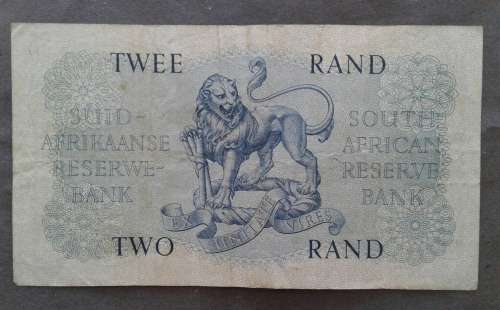 TWEE RAND
SUID-
AFRIKAANSE
RESERWE-
BANK
SOUTH
AFRICAN
RESERVE
BANK
EX UNITATE VIRES
TWO RAND